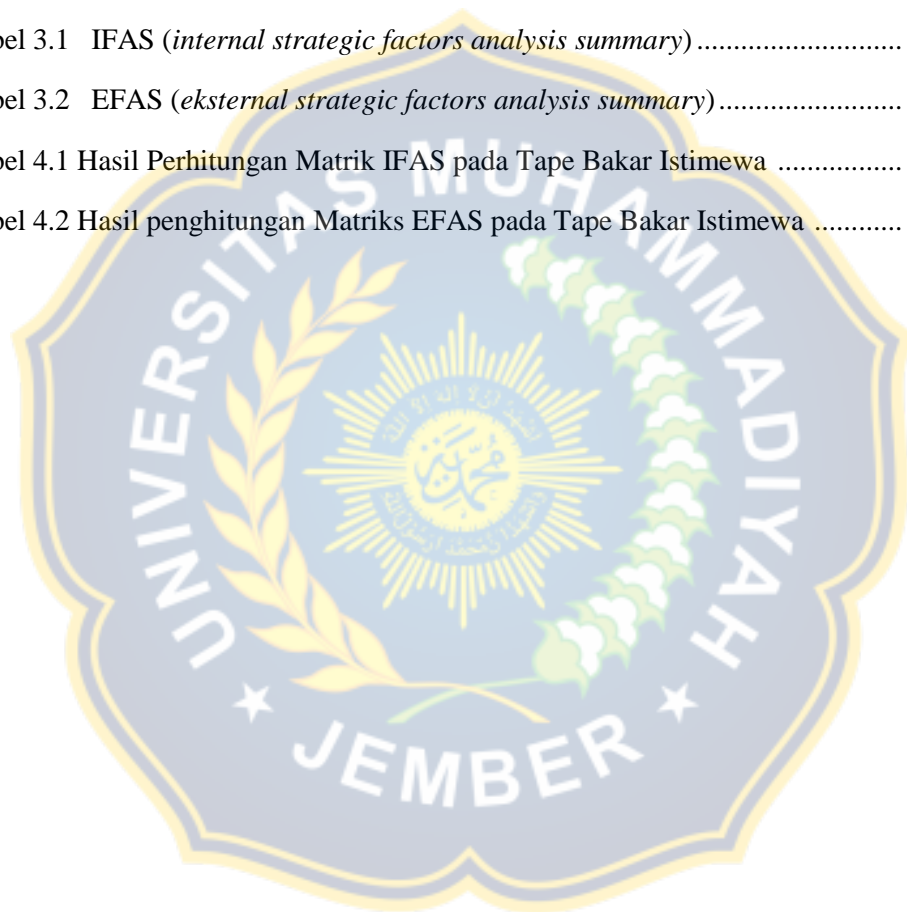 bel 3.1 IFAS (internal strategic factors analysis summary) ............................
bel 3.2 EFAS (eksternal strategic factors analysis summary) .........................
bel 4.1 Hasil Perhitungan Matrik IFAS pada Tape Bakar Istimewa .................
bel 4.2 Hasil penghitungan Matriks EFAS pada Tape Bakar Istimewa ............
UNIVERSITAS MUHAMMADIYAH
JEMBER